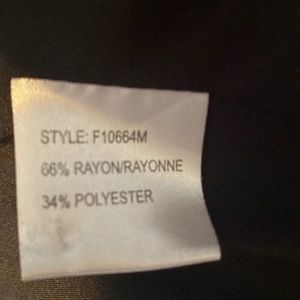 STYLE: F10664M
66% RAYON/RAYONNE
34% POLYESTER